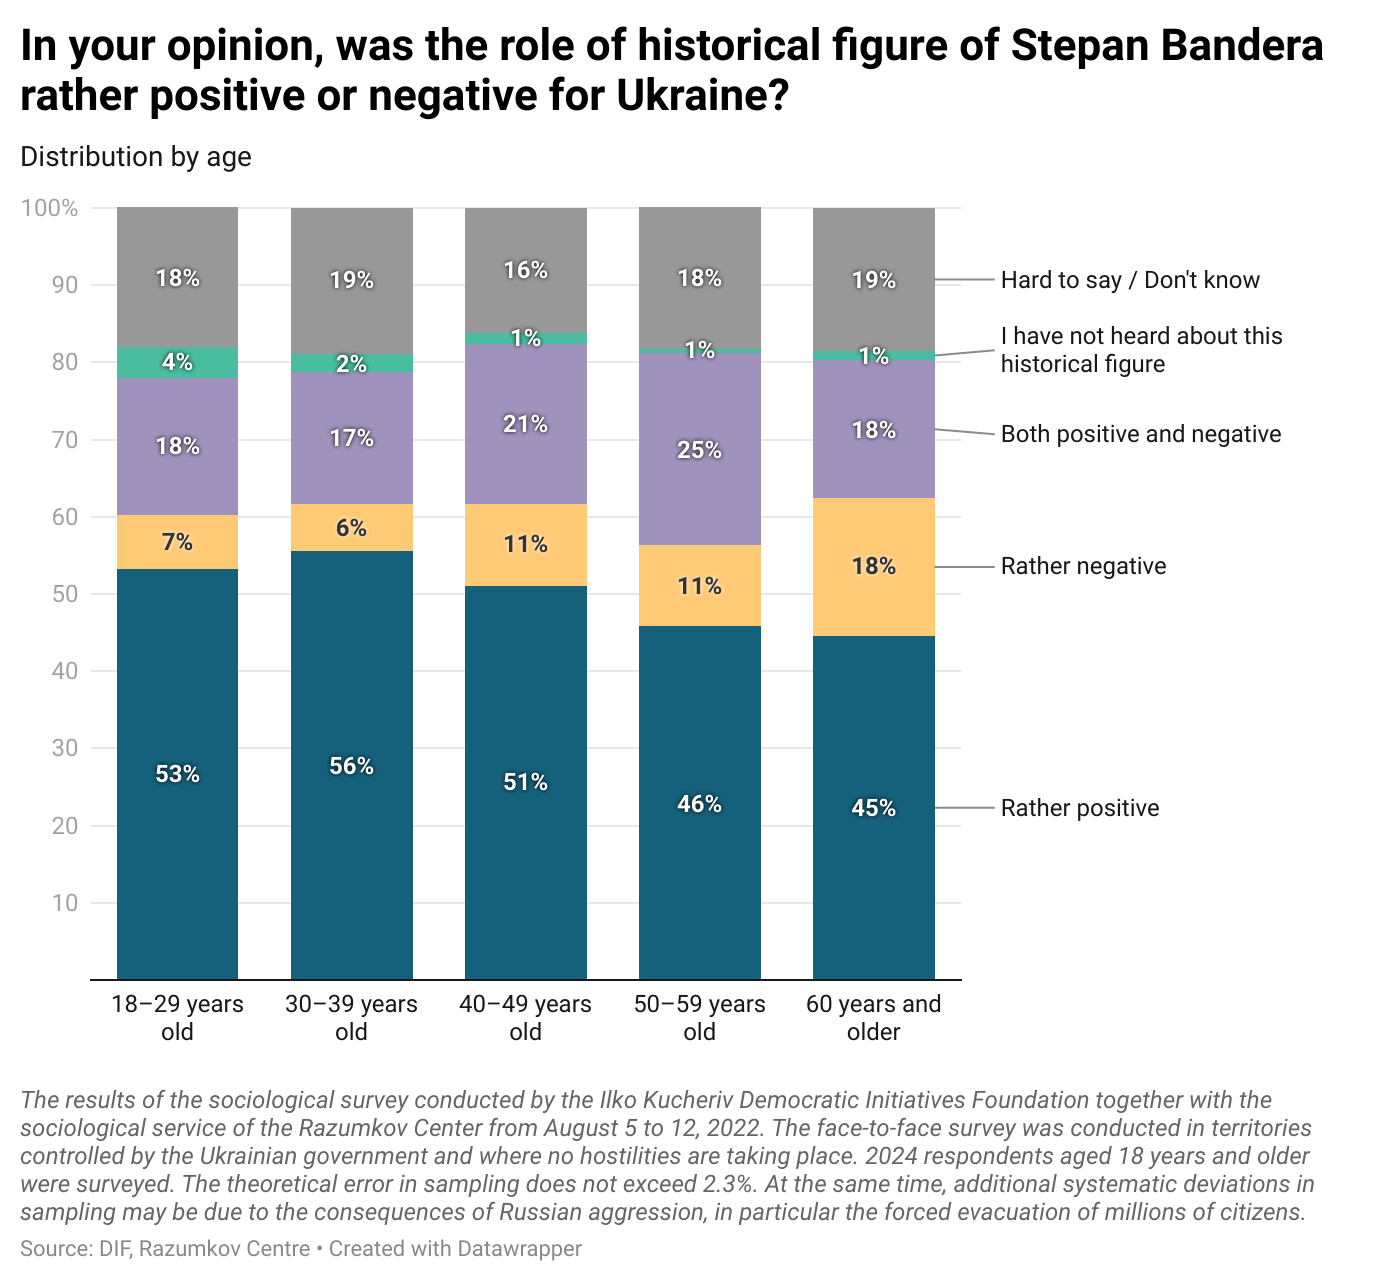 In your opinion, was the role of historical figure of Stepan Bandera
rather positive or negative for Ukraine?
Distribution by age
100%
90
80
70
60
50
40
30
20
10
18%
4%
18%
7%
53%
19%
2%
17%
6%
56%
16%
1%
21%
11%
51%
18%
1%
25%
11%
46%
19%
1%
18%
18%
45%
Hard to say / Don't know
I have not heard about this
historical figure
Both positive and negative
Rather negative
Rather positive
18–29 years
old
30–39 years
old
40–49 years
old
50–59 years
old
60 years and
older
The results of the sociological survey conducted by the Ilko Kucheriv Democratic Initiatives Foundation together with the
sociological service of the Razumkov Center from August 5 to 12, 2022. The face-to-face survey was conducted in territories
controlled by the Ukrainian government and where no hostilities are taking place. 2024 respondents aged 18 years and older
were surveyed. The theoretical error in sampling does not exceed 2.3%. At the same time, additional systematic deviations in
sampling may be due to the consequences of Russian aggression, in particular the forced evacuation of millions of citizens.
Source: DIF, Razumkov Centre • Created with Datawrapper